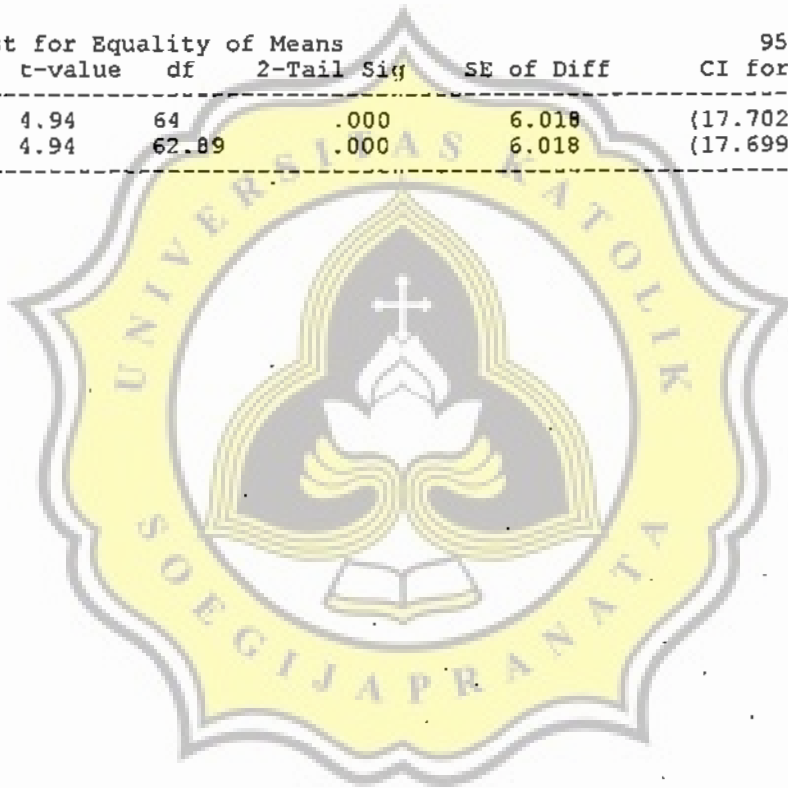 st for Equality of Means 95
t-value df 2-Tail Sig SE of Diff CI for
4.94 64 .000 6.018 (17.702
4.94 62.89 .000 6.018 (17.699
UNIVERSITAS KATOLIK
SOEGIJAPRANATA